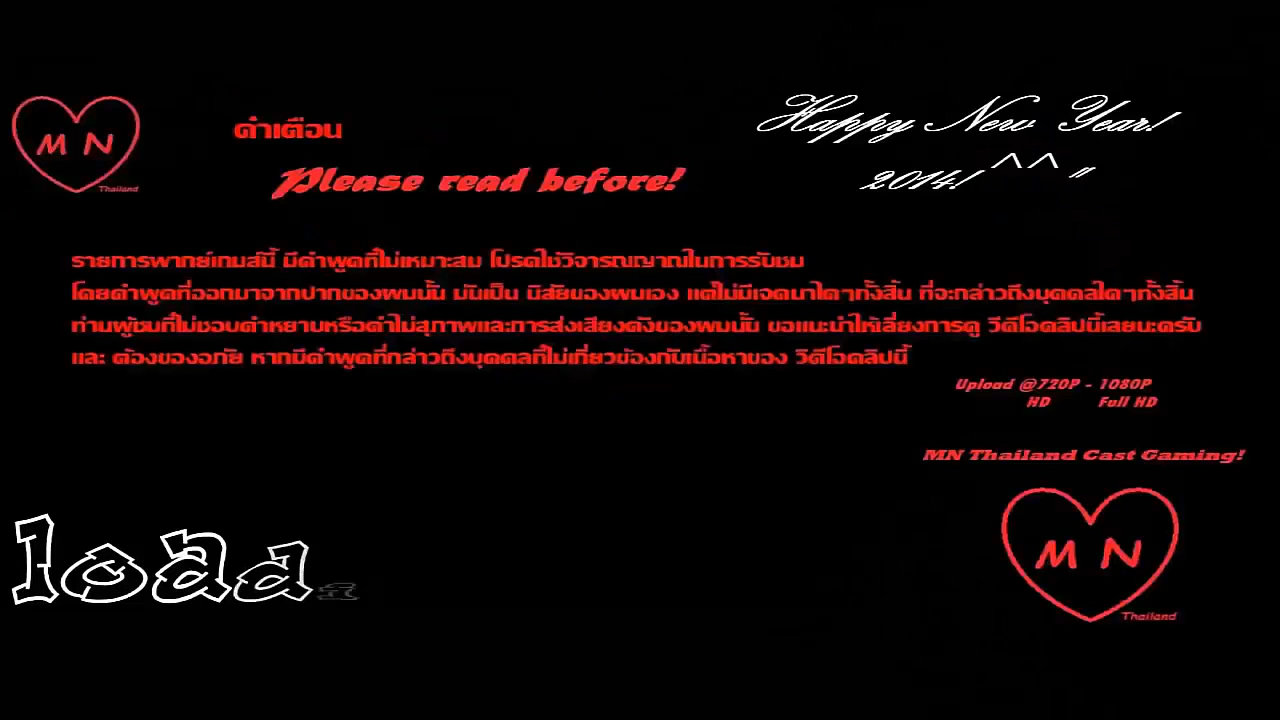 M N
Thailand
คำเตือน
Please read before!
Happy New Year!
2014! ^^"
รายการพากย์เกมส์นี้ มีคำพูดที่ไม่เหมาะสม โปรดใช้วิจารณญาณในการรับชม
โดยคำพูดที่ออกมาจากปากของผมนั้น มันเป็น นิสัยของผมเอง แต่ไม่มีเจตนาใดๆทั้งสิ้น ที่จะกล่าวถึงบุคคลใดๆทั้งสิ้น
ท่านผู้ชมที่ไม่ชอบคำหยาบหรือคำไม่สุภาพและการส่งเสียงดังของผมนั้น ขอแนะนำให้เลี่ยงการดู วีดีโอคลิปนี้เลยนะครับ
และ ต้องขออภัย หากมีคำพูดที่กล่าวถึงบุคคลที่ไม่เกี่ยวข้องกับเนื้อหาของ วิดีโอคลิปนี้
Upload @720P - 1080P
HD Full HD
MN Thailand Cast Gaming!
M N
Thailand
load